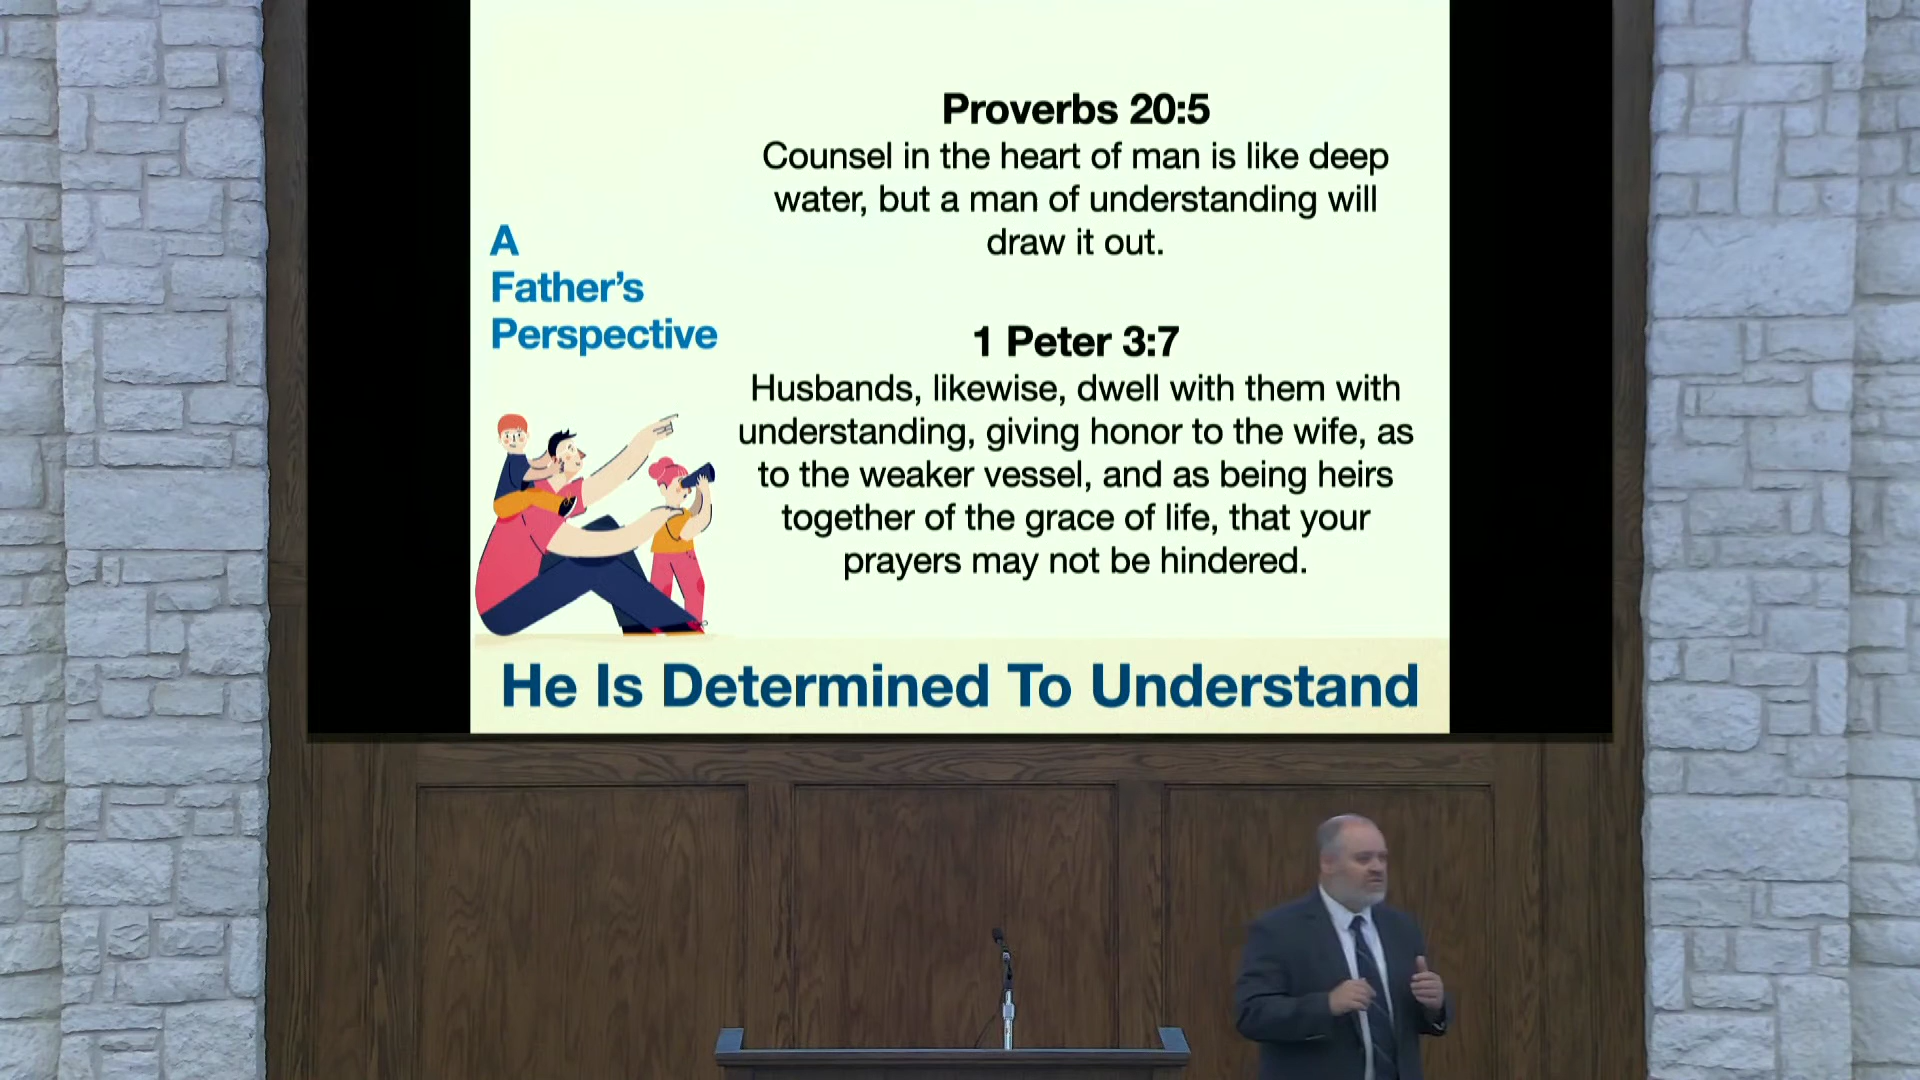 A
Father's
Perspective
Proverbs 20:5
Counsel in the heart of man is like deep
water, but a man of understanding will
draw it out.
1 Peter 3:7
Husbands, likewise, dwell with them with
understanding, giving honor to the wife, as
to the weaker vessel, and as being heirs
together of the grace of life, that your
prayers may not be hindered.
He Is Determined To Understand